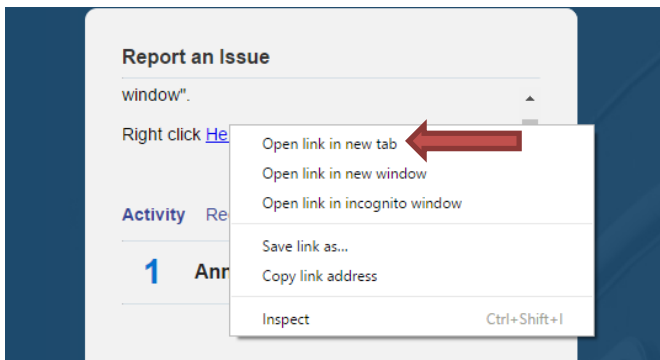 Report an Issue
window".
Right click He
Open link in new tab
Open link in new window
Open link in incognito window
Activity Re
Save link as...
1 Ann
Copy link address
Inspect Ctrl+Shift+I